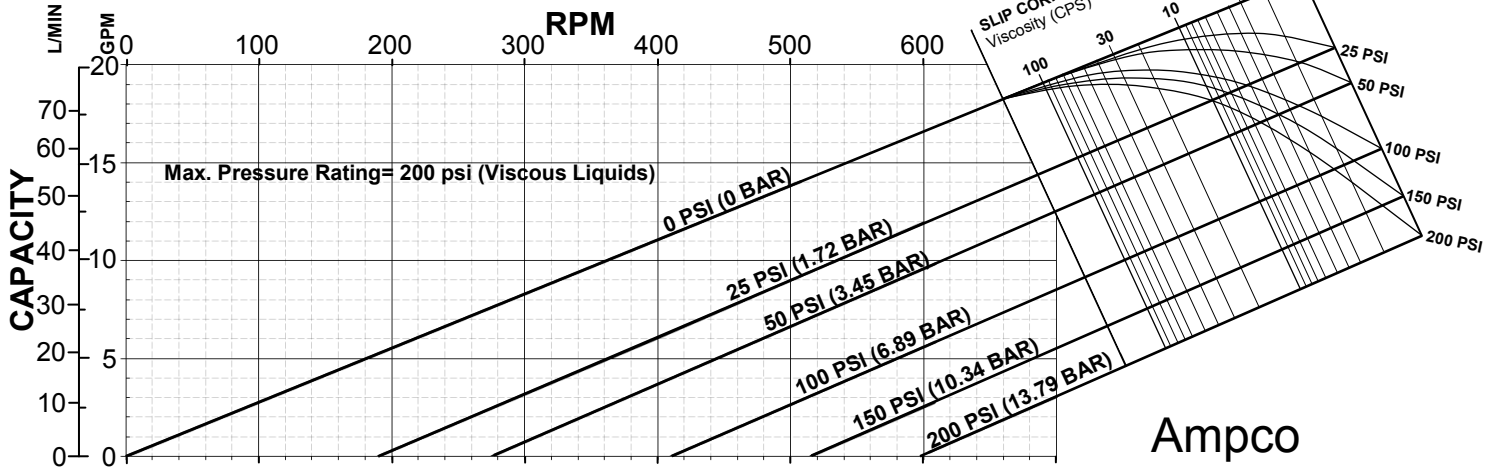 RPM
L/MIN
GPM
0 100 200 300 400 500 600
SLIP
Viscosity (CPS)
100 30 10
CAPACITY
70
60
50
40
30
20
10
0
20
15
10
5
0
Max. Pressure Rating= 200 psi (Viscous Liquids)
0 PSI (0 BAR)
25 PSI (1.72 BAR)
50 PSI (3.45 BAR)
100 PSI (6.89 BAR)
150 PSI (10.34 BAR)
200 PSI (13.79 BAR)
25 PSI
50 PSI
100 PSI
150 PSI
200 PSI
Ampco